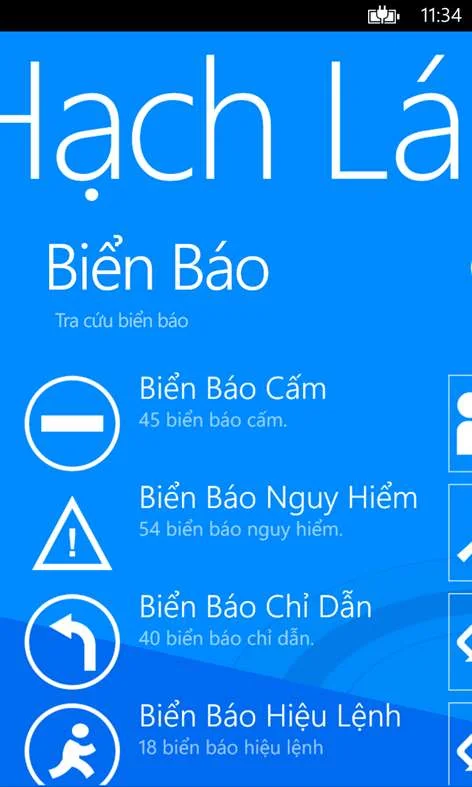 11:34
Hạch Lá
Biển Báo
Tra cứu biển báo
Biển Báo Cấm
45 biển báo cấm.
Biển Báo Nguy Hiểm
54 biển báo nguy hiểm.
Biển Báo Chỉ Dẫn
40 biển báo chỉ dẫn.
Biển Báo Hiệu Lệnh
18 biển báo hiệu lệnh